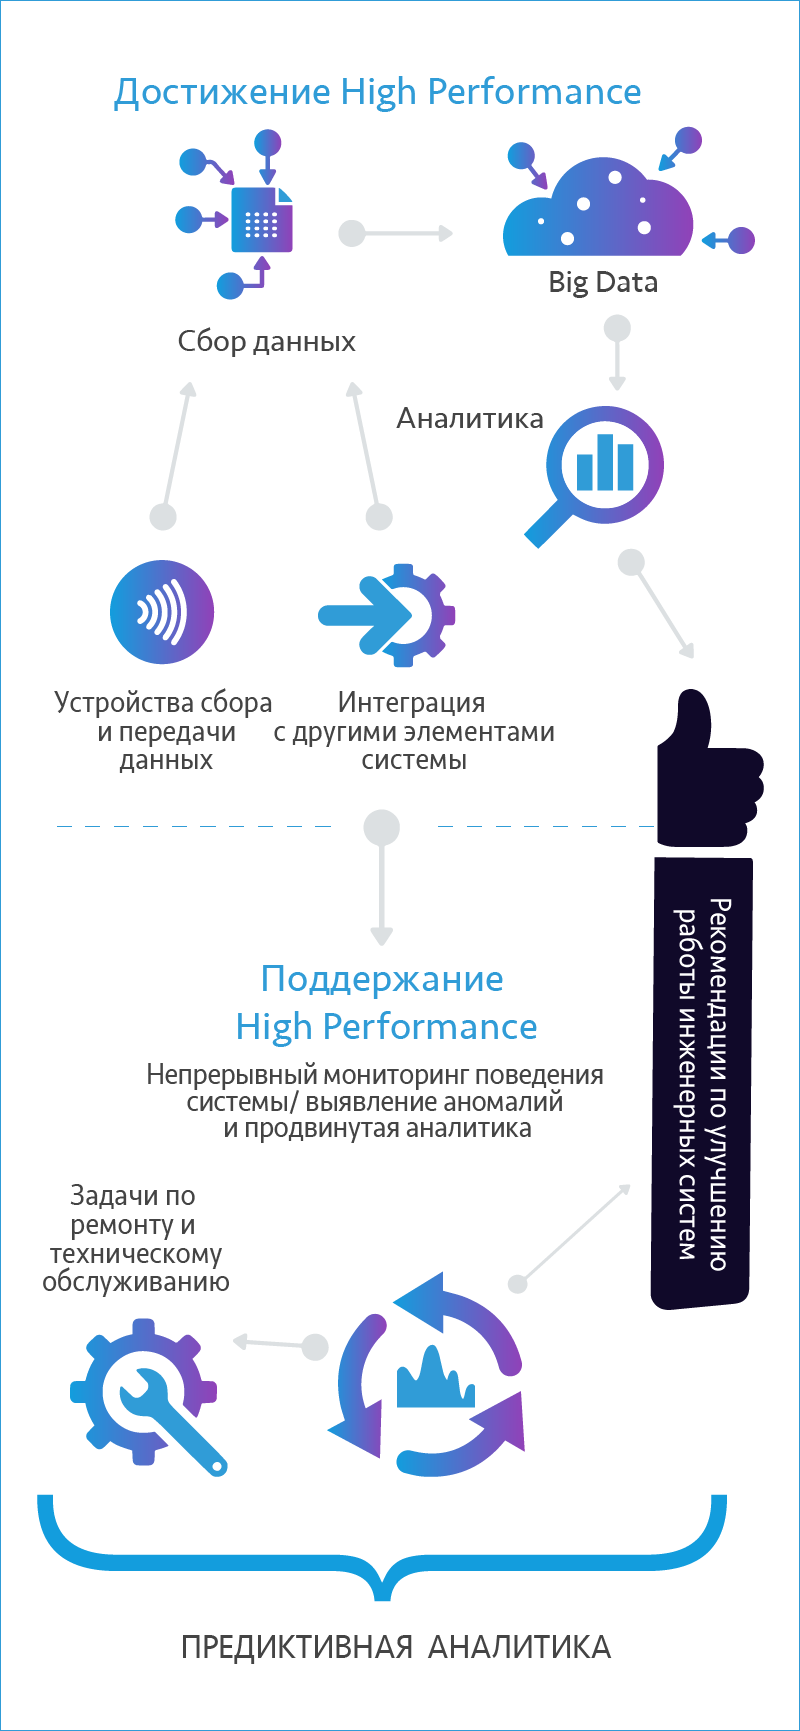 Достижение High Performance
Big Data
Сбор данных
Аналитика
Устройства сбора
и передачи
данных
Интеграция
с другими элементами
системы
Рекомендации по улучшению
работы инженерных систем
Поддержание
High Performance
Непрерывный мониторинг поведения
системы/ выявление аномалий
и продвинутая аналитика
Задачи по
ремонту и
техническому
обслуживанию
ПРЕДИКТИВНАЯ АНАЛИТИКА